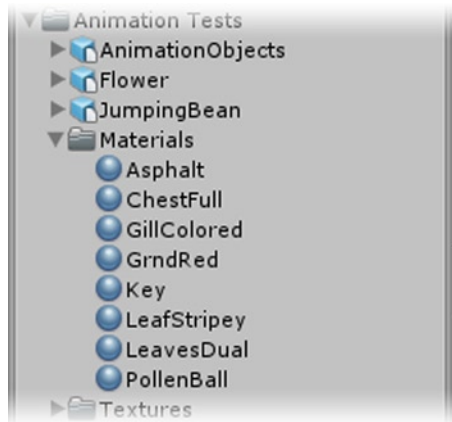 Animation Tests
AnimationObjects
Flower
JumpingBean
Materials
Asphalt
ChestFull
GillColored
GrndRed
Key
LeafStripey
LeavesDual
PollenBall
Textures